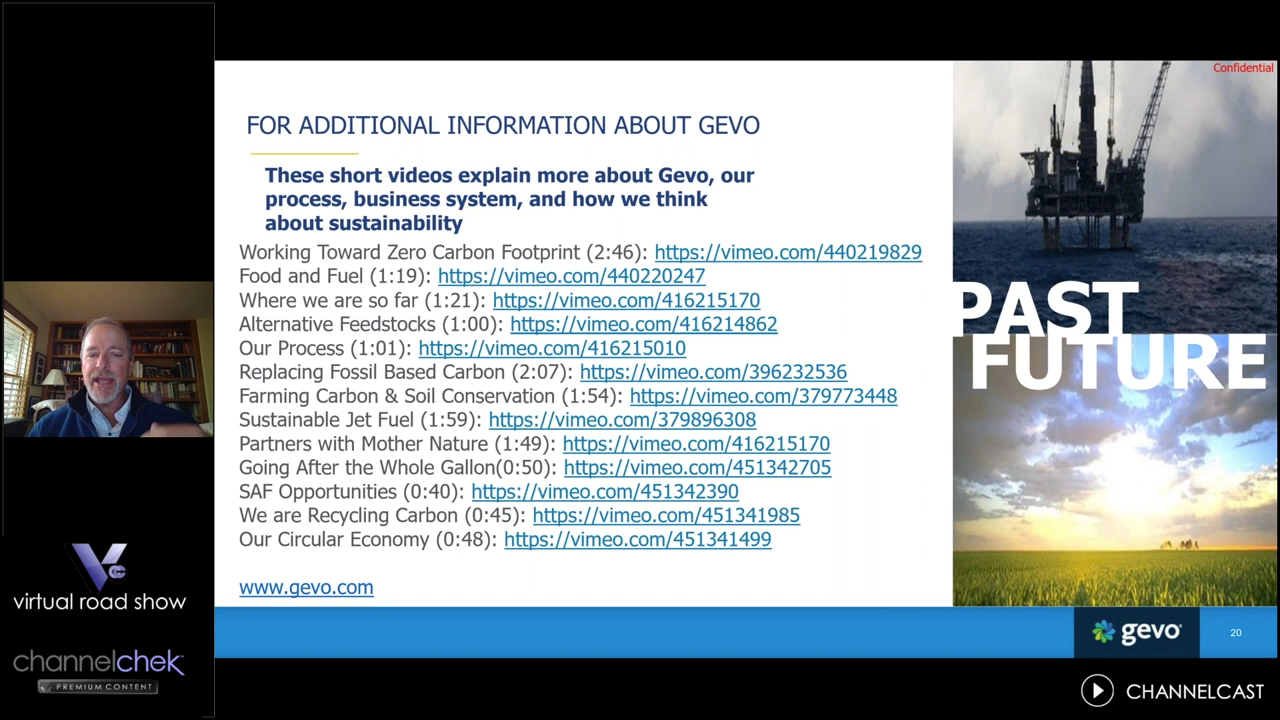 Confidential
FOR ADDITIONAL INFORMATION ABOUT GEVO
These short videos explain more about Gevo, our
process, business system, and how we think
about sustainability
Working Toward Zero Carbon Footprint (2:46): https://vimeo.com/440219829
Food and Fuel (1:19): https://vimeo.com/440220247
Where we are so far (1:21): https://vimeo.com/416215170
Alternative Feedstocks (1:00): https://vimeo.com/416214862
Our Process (1:01): https://vimeo.com/416215010
Replacing Fossil Based Carbon (2:07): https://vimeo.com/396232536
Farming Carbon & Soil Conservation (1:54): https://vimeo.com/379773448
Sustainable Jet Fuel (1:59): https://vimeo.com/379896308
Partners with Mother Nature (1:49): https://vimeo.com/416215170
Going After the Whole Gallon(0:50): https://vimeo.com/451342705
SAF Opportunities (0:40): https://vimeo.com/451342390
We are Recycling Carbon (0:45): https://vimeo.com/451341985
Our Circular Economy (0:48): https://vimeo.com/451341499
www.gevo.com
PAST
FUTURE
gevo
20
Vc
virtual road show
channelchek
PREMIUM CONTENT
CHANNELCAST